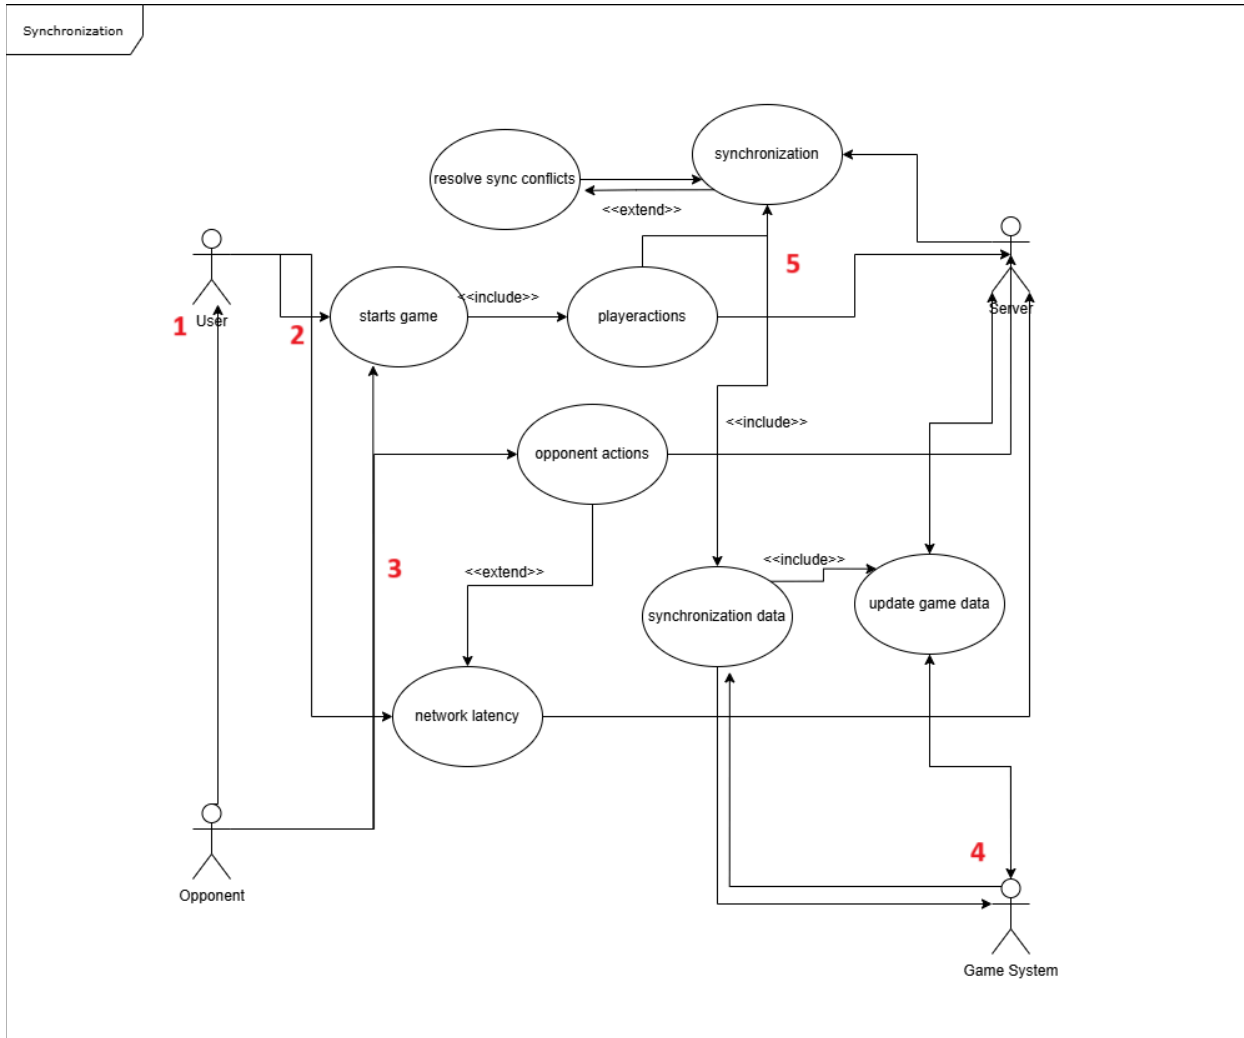 Synchronization
synchronization
resolve sync conflicts
<<extend>>
5
<<include>>
Server
1
User
2
starts game
playeractions
<<include>>
opponent actions
3
<<extend>>
<<include>>
update game data
synchronization data
network latency
4
Opponent
Game System